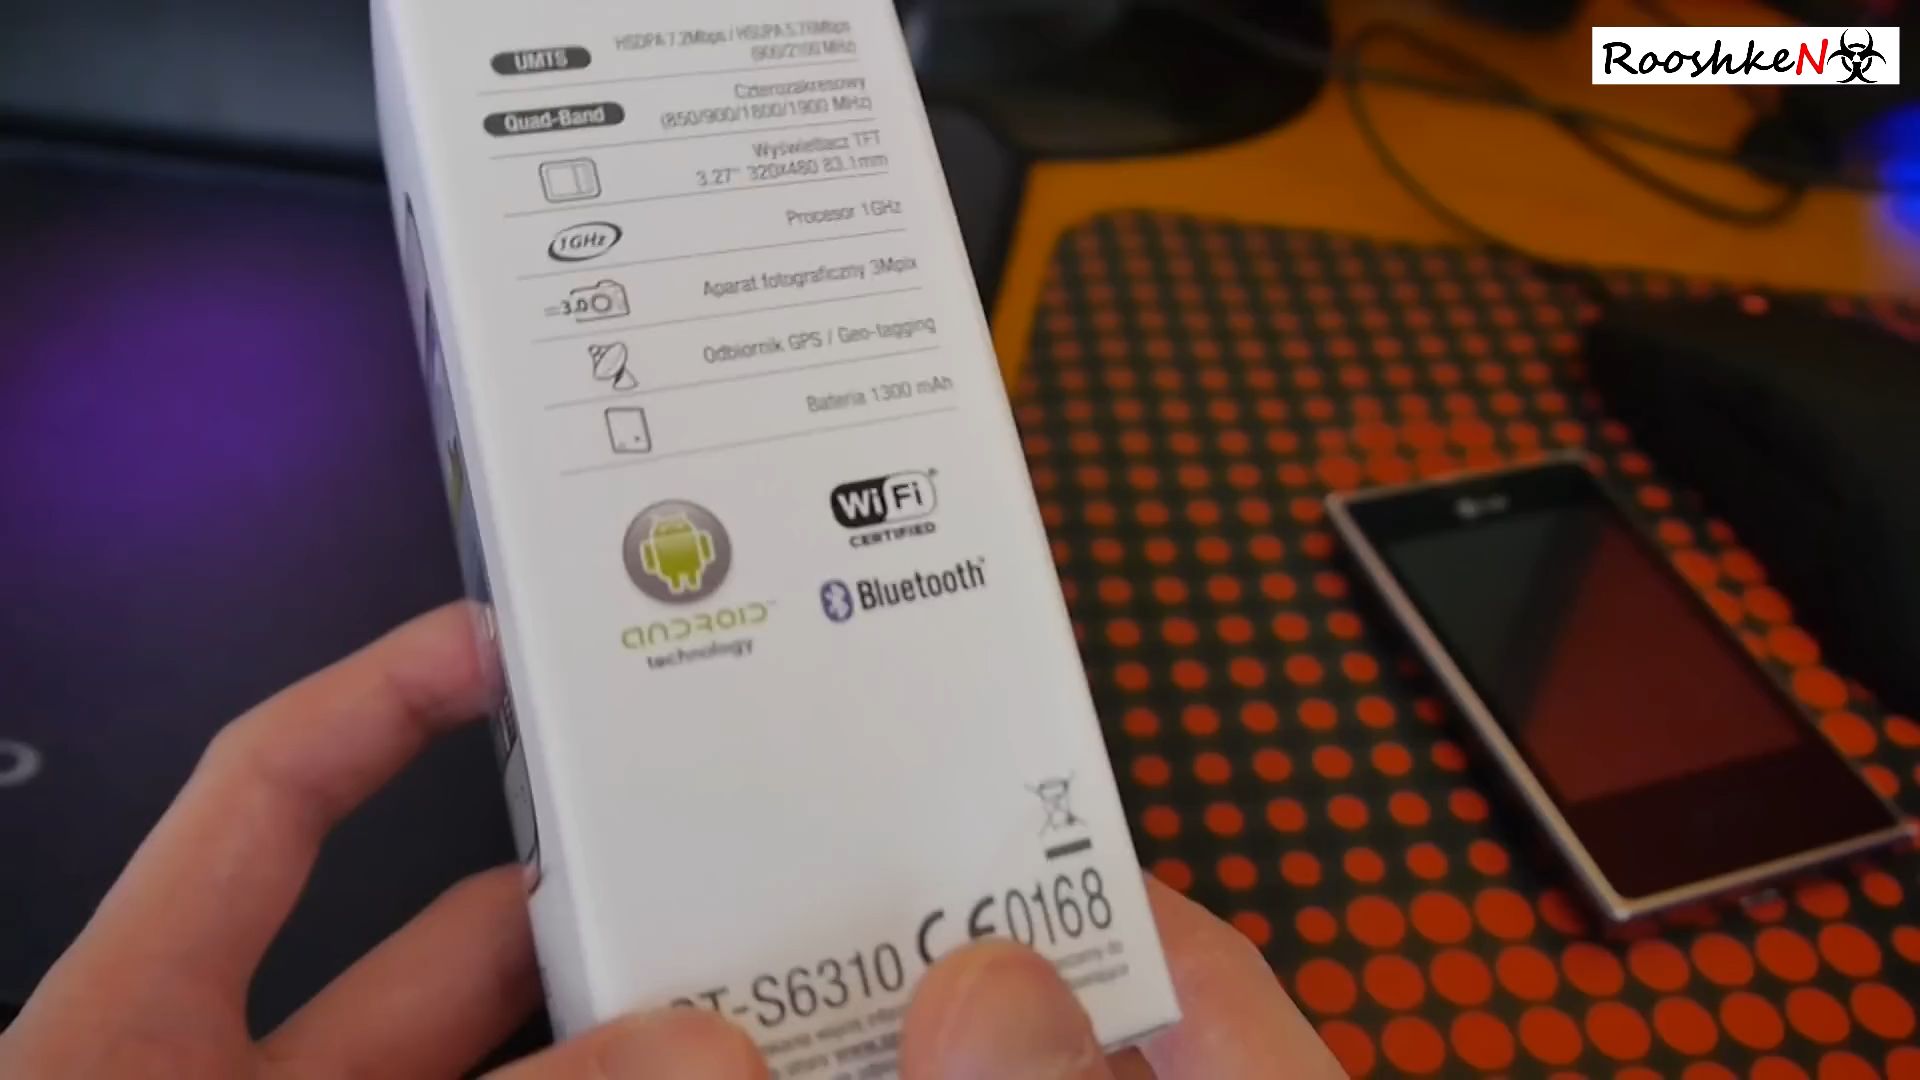 RooshkeN
UMTS
HSDPA 7.2Mbps / HSUPA 5.76Mbps
(900/2100 MHz)
Quad-Band
Czterozakresowy
(850/900/1800/1900 MHz)
Wyświetlacz TFT
3.27" 320x480 83.1mm
1GHz
Procesor 1GHz
3.0
Aparat fotograficzny 3Mpix
Odbiornik GPS / Geo-tagging
Bateria 1300 mAh
WiFi
CERTIFIED
ANDROID™
technology
Bluetooth
T-S6310 CE0168